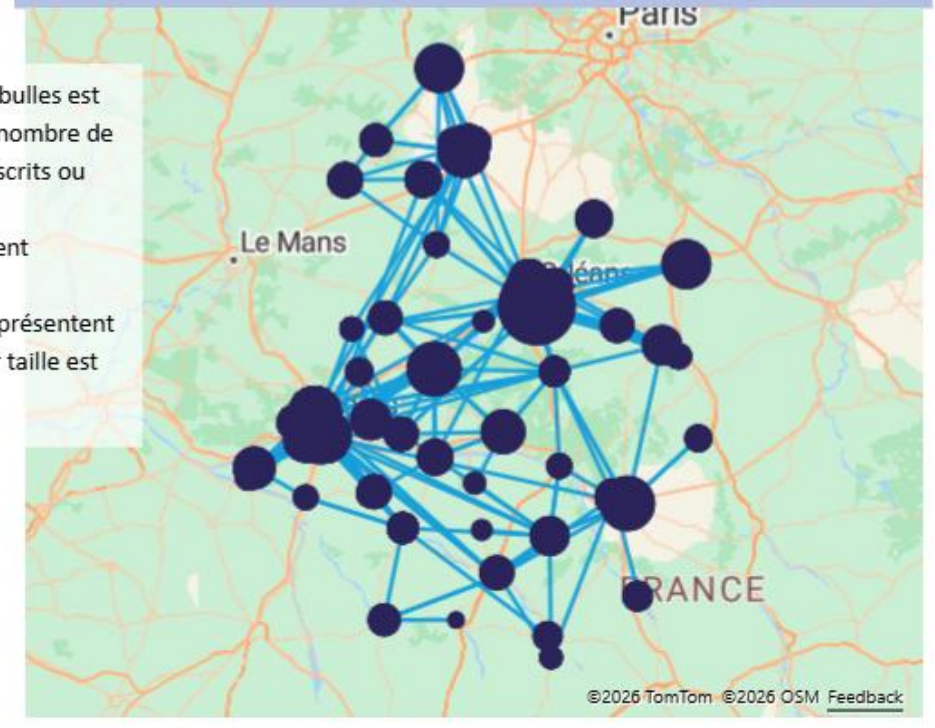 Paris
bulles est
nombre de
scrits ou
Le Mans
ent
présentent
taille est
FRANCE
©2026 TomTom ©2026 OSM Feedback